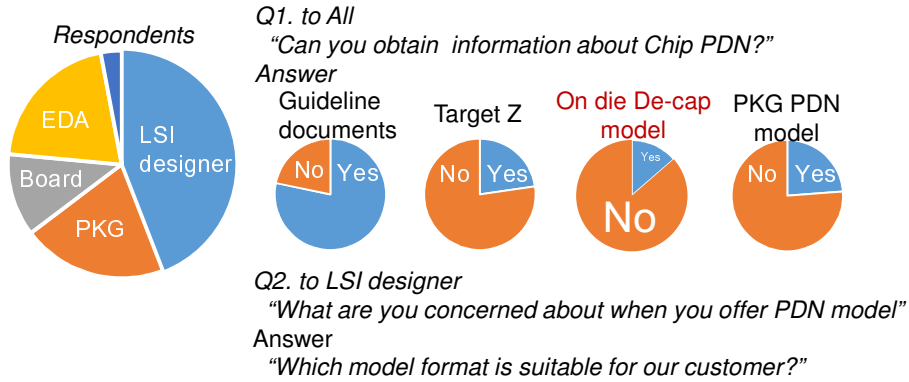 Respondents
EDA
LSI
designer
Board
PKG
Q1. to All
“Can you obtain information about Chip PDN?”
Answer
Guideline
documents
No
Yes
Target Z
No
Yes
On die De-cap
model
Yes
No
PKG PDN
model
No
Yes
Q2. to LSI designer
“What are you concerned about when you offer PDN model”
Answer
“Which model format is suitable for our customer?”